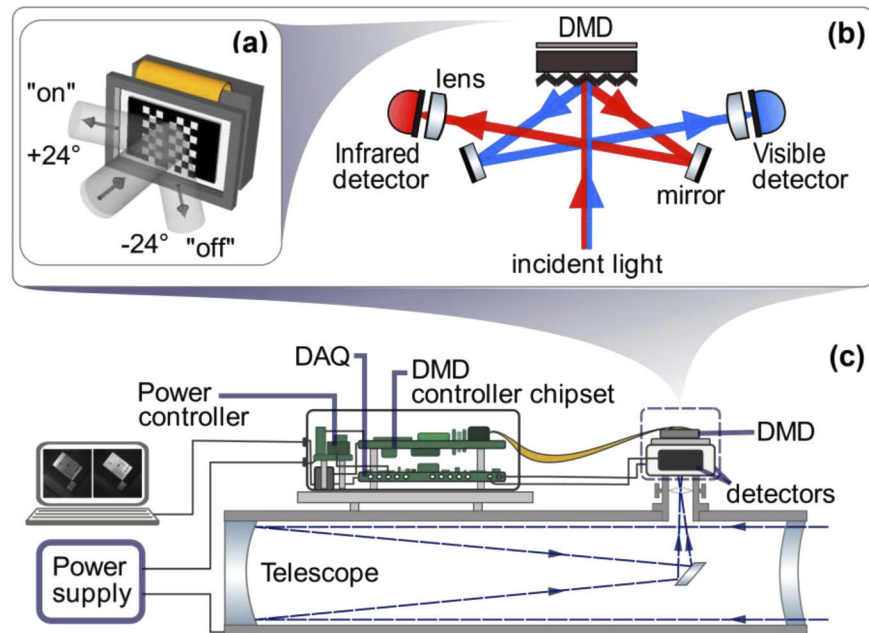 (a)
"on"
+24°
-24°
"off"
(b)
DMD
lens
Infrared
detector
Visible
detector
mirror
incident light
(c)
DAQ
DMD
controller chipset
Power
controller
DMD
detectors
Telescope
Power
supply